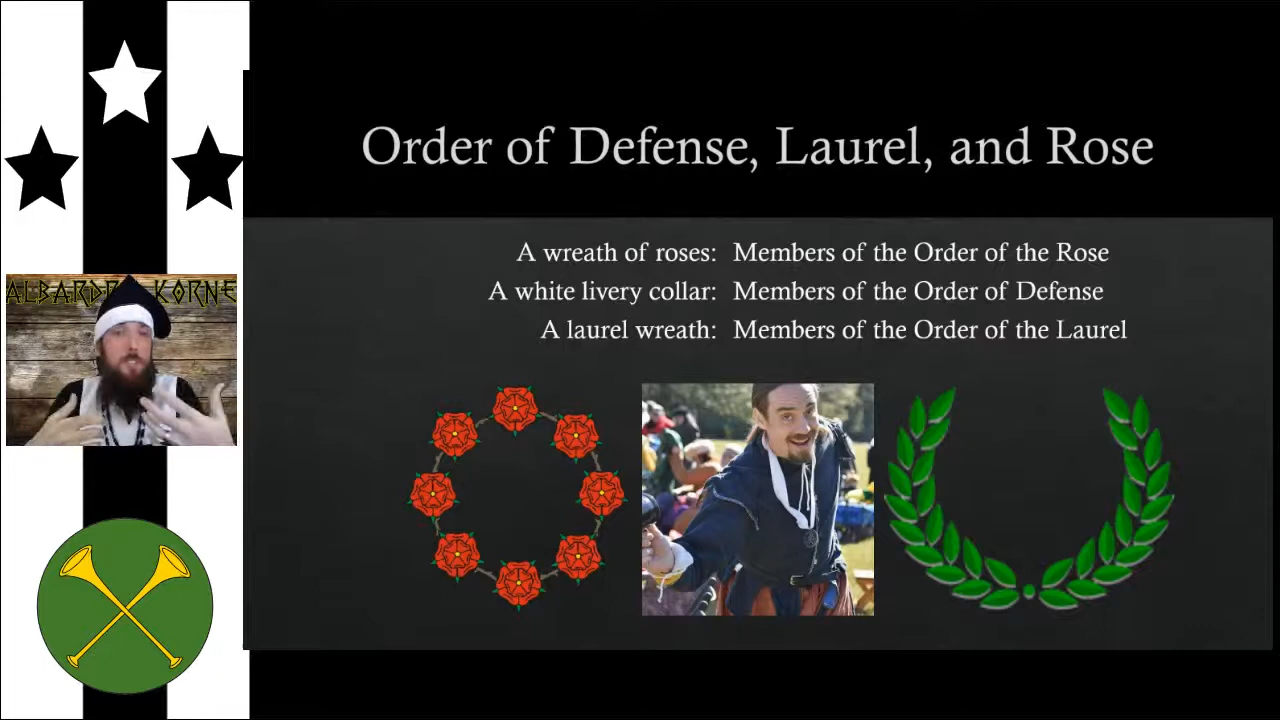 Order of Defense, Laurel, and Rose
A wreath of roses: Members of the Order of the Rose
A white livery collar: Members of the Order of Defense
A laurel wreath: Members of the Order of the Laurel
KORNE